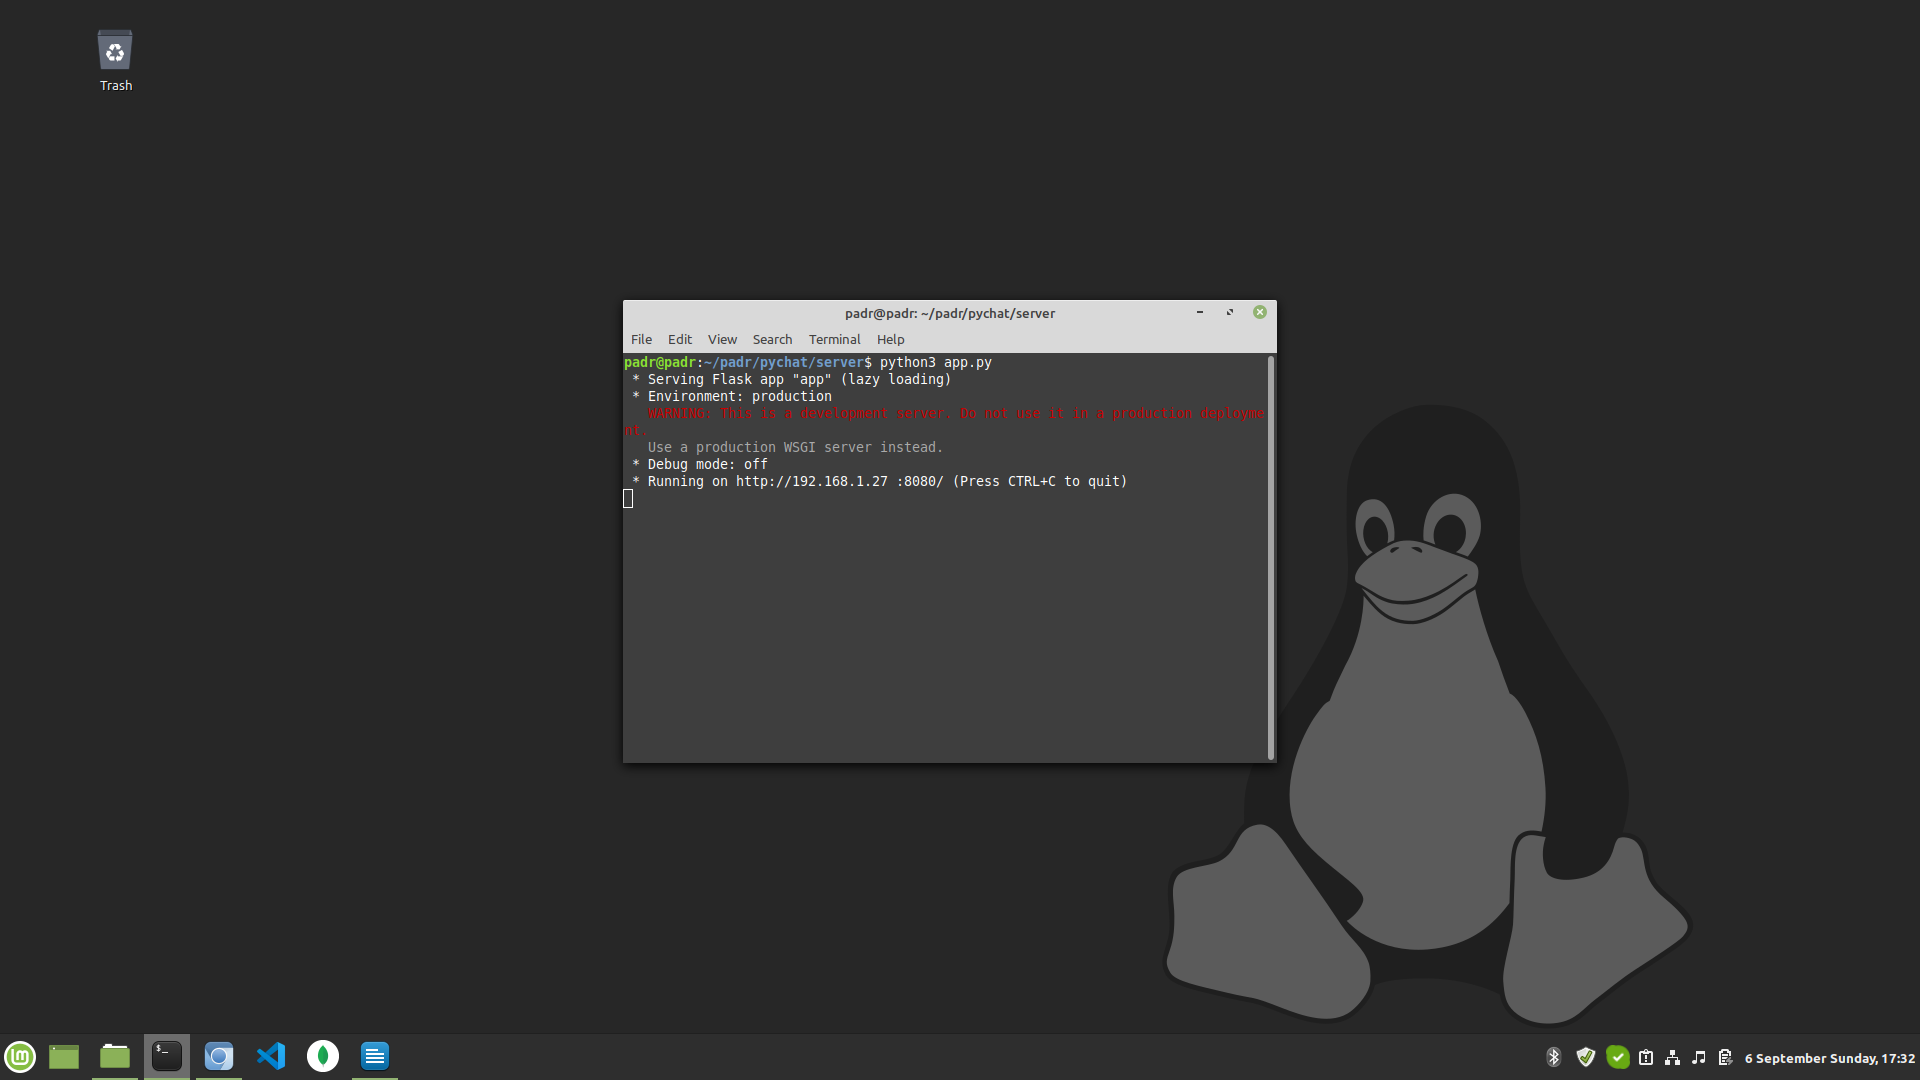 Trash
padr@padr: ~/padr/pychat/server
File Edit View Search Terminal Help
padr@padr:~/padr/pychat/server$ python3 app.py
 * Serving Flask app "app" (lazy loading)
 * Environment: production
   WARNING: This is a development server. Do not use it in a production deployme
nt.
   Use a production WSGI server instead.
 * Debug mode: off
 * Running on http://192.168.1.27 :8080/ (Press CTRL+C to quit)
$_
6 September Sunday, 17:32